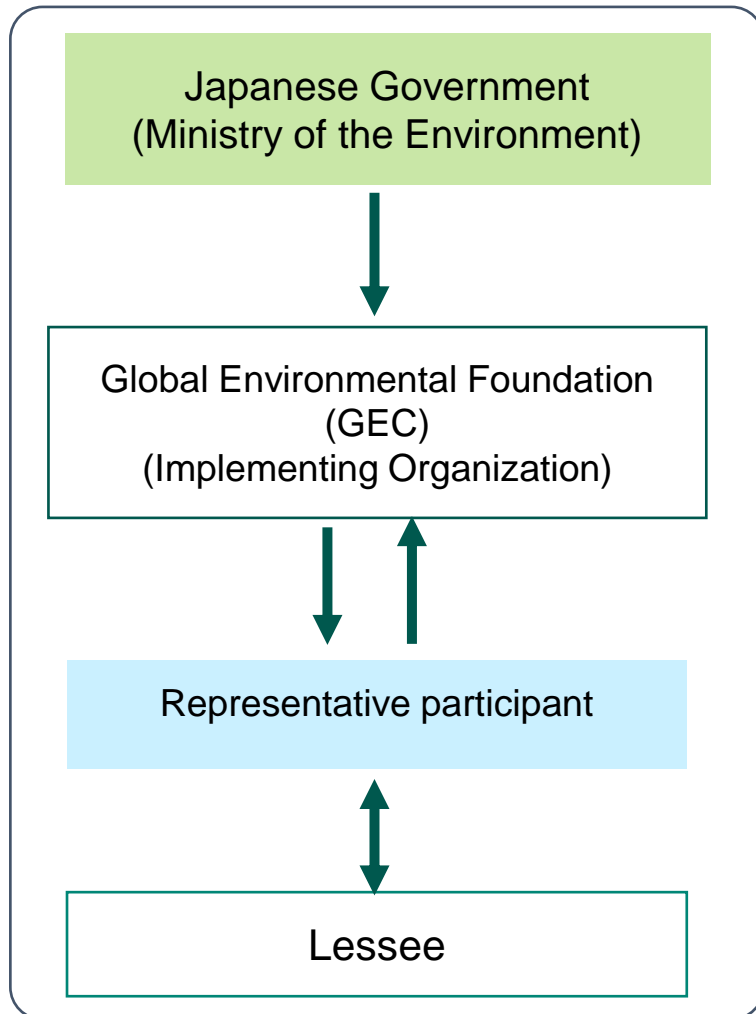 Japanese Government
(Ministry of the Environment)
Global Environmental Foundation
(GEC)
(Implementing Organization)
Representative participant
Lessee